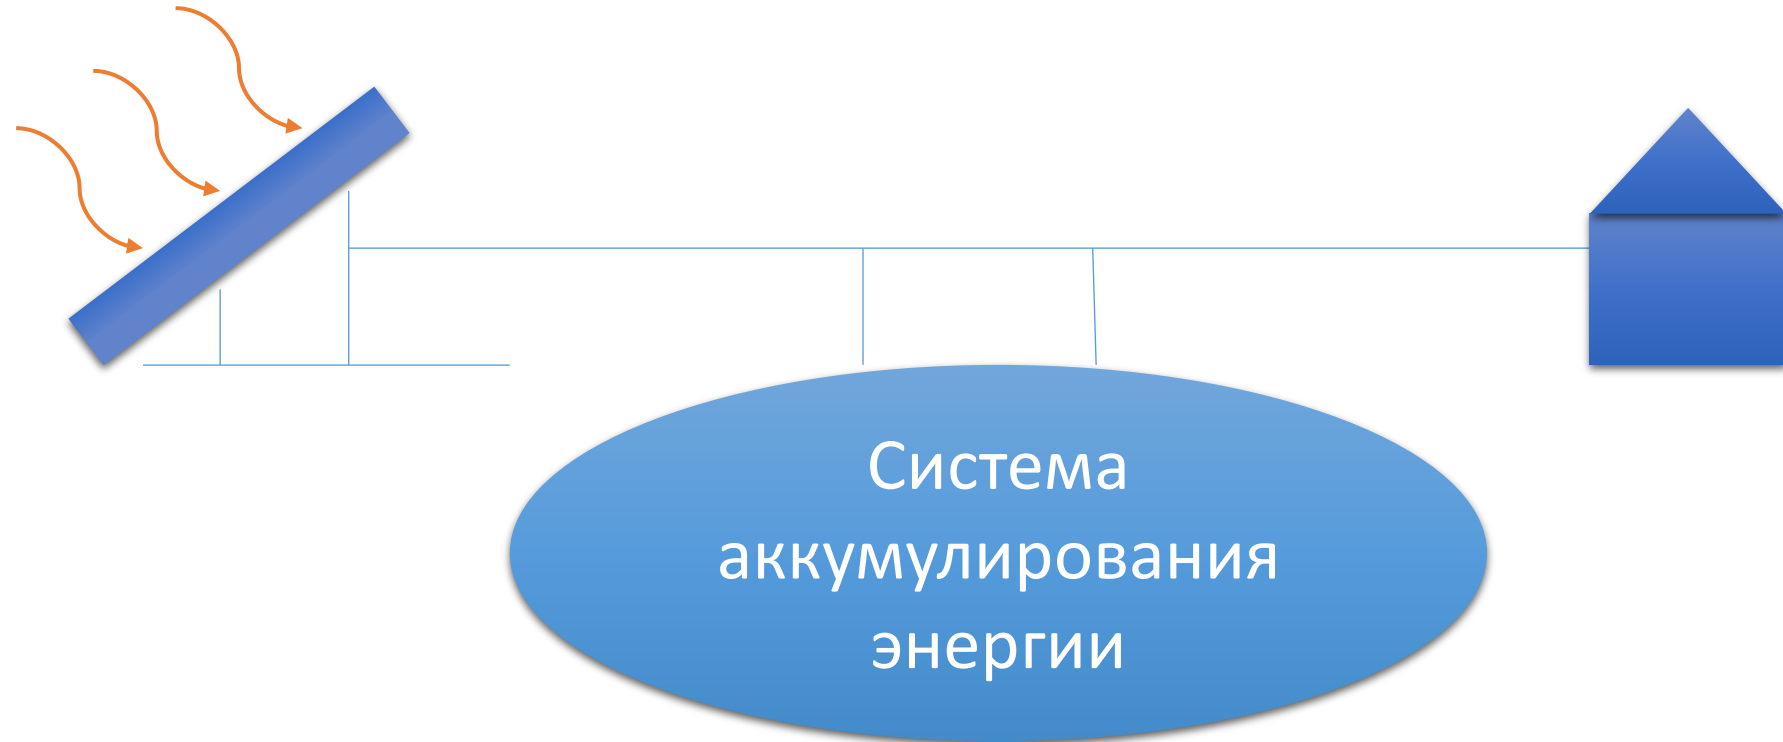 Система
аккумулирования
энергии